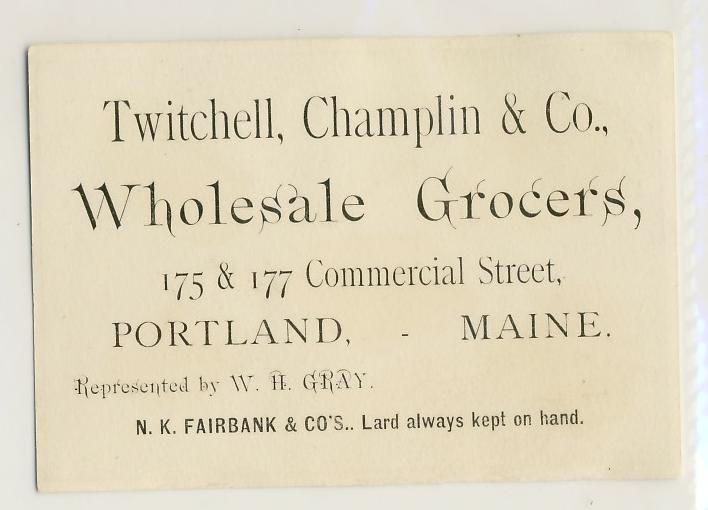 Twitchell, Champlin & Co.,
Wholesale Grocers,
175 & 177 Commercial Street,
PORTLAND, - MAINE.
Represented by W. H. GRAY.
N. K. FAIRBANK & CO'S.. Lard always kept on hand.